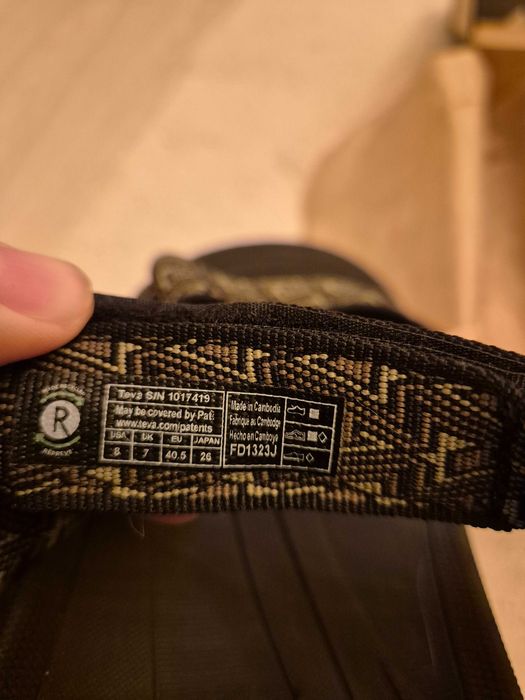 R
REPREVE
Teva S/N 1017419
May be covered by Pat:
www.teva.com/patents
USA UK EU JAPAN
8 7 40.5 26
Made in Cambodia
Fabriqué au Cambodge
Hecho en Camboya
FD1323J